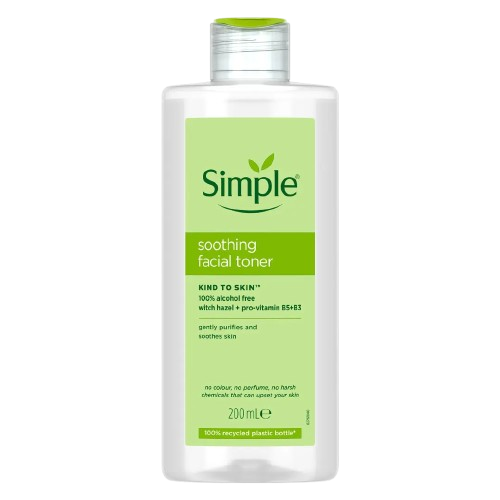 Simple®
soothing
facial toner
KIND TO SKIN™
100% alcohol free
witch hazel + pro-vitamin B5+B3
gently purifies and
soothes skin
no colour, no perfume, no harsh
chemicals that can upset your skin
200 mLe
100% recycled plastic bottle*